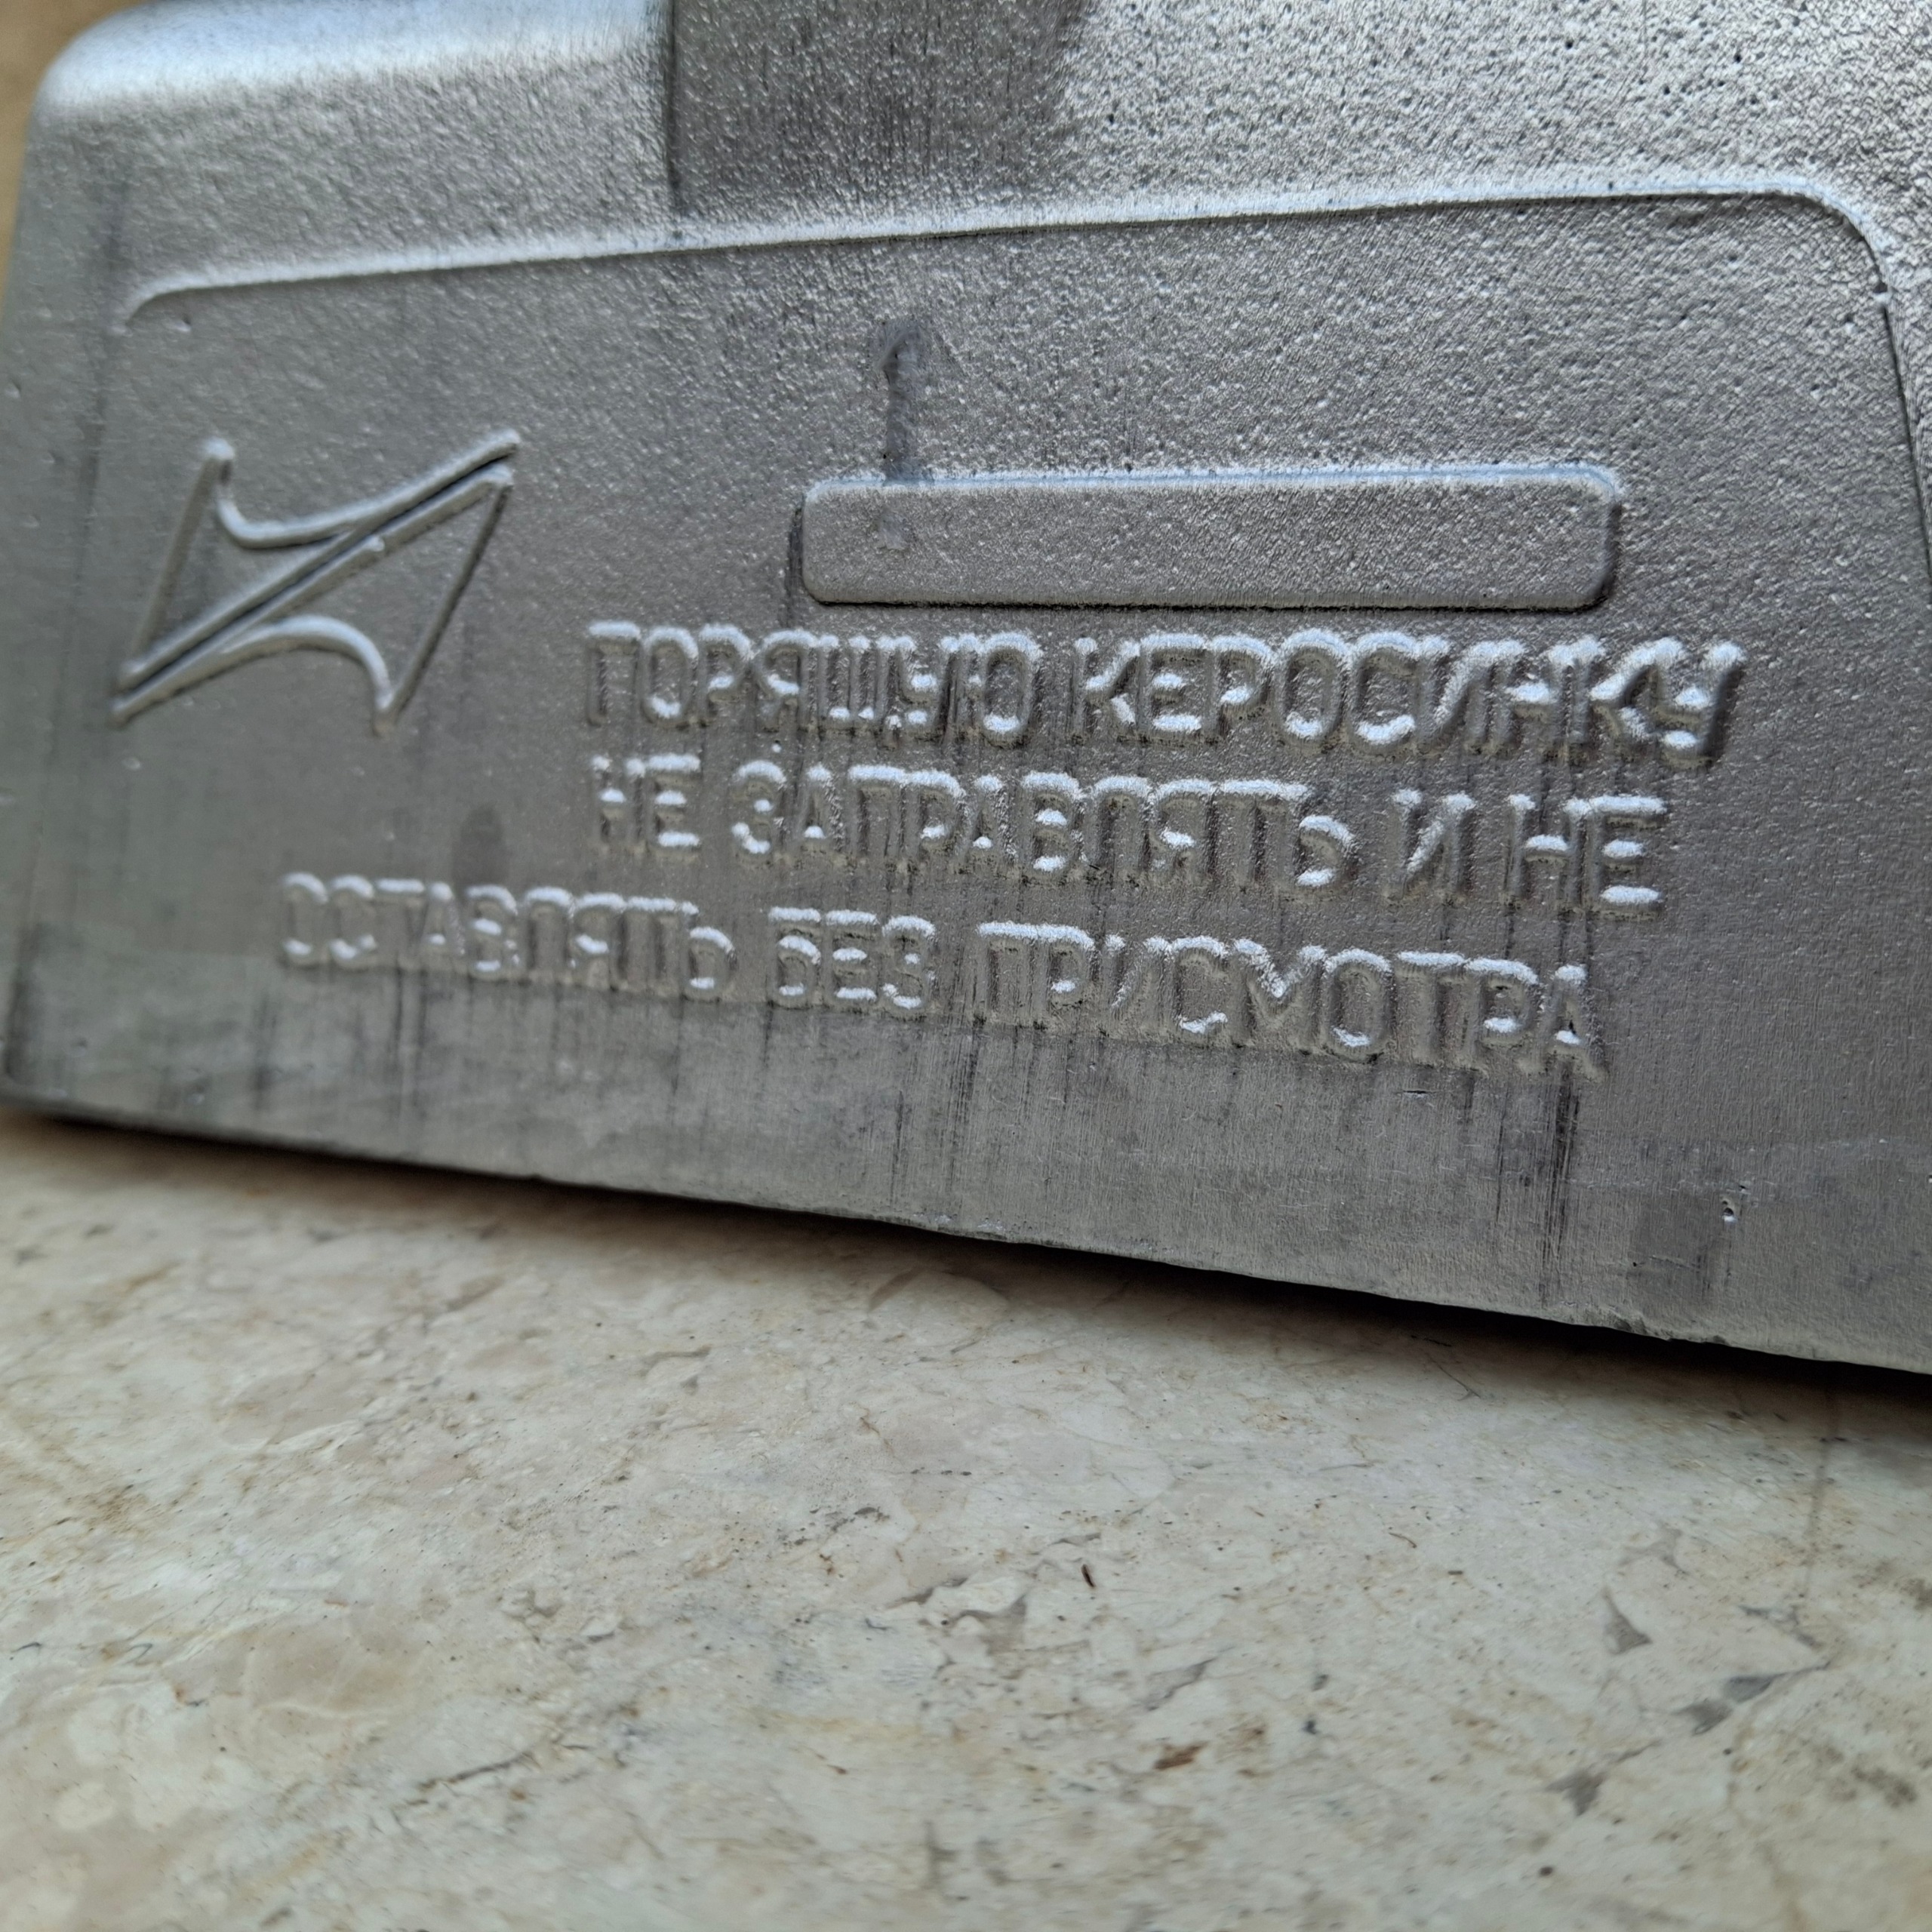 ГОРЯЩУЮ КЕРОСИНКУ
НЕ ЗАПРАВЛЯТЬ И НЕ
ОСТАВЛЯТЬ БЕЗ ПРИСМОТРА